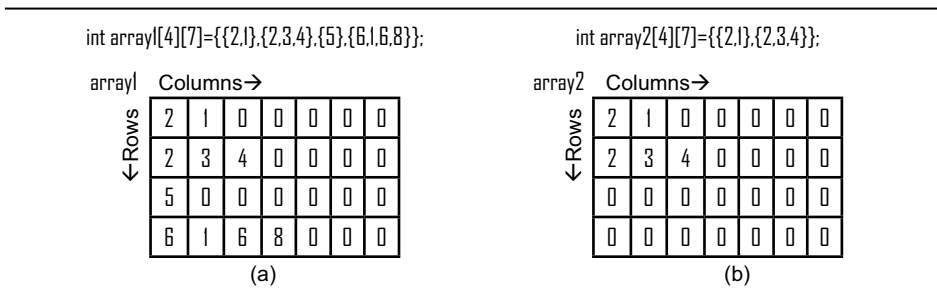 int array1[4][7]={{2,1},{2,3,4},{5},{6,1,6,8}};
array1 Columns→
←Rows
2 1 0 0 0 0 0
2 3 4 0 0 0 0
5 0 0 0 0 0 0
6 1 6 8 0 0 0
(a)
int array2[4][7]={{2,1},{2,3,4}};
array2 Columns→
←Rows
2 1 0 0 0 0 0
2 3 4 0 0 0 0
0 0 0 0 0 0 0
0 0 0 0 0 0 0
(b)